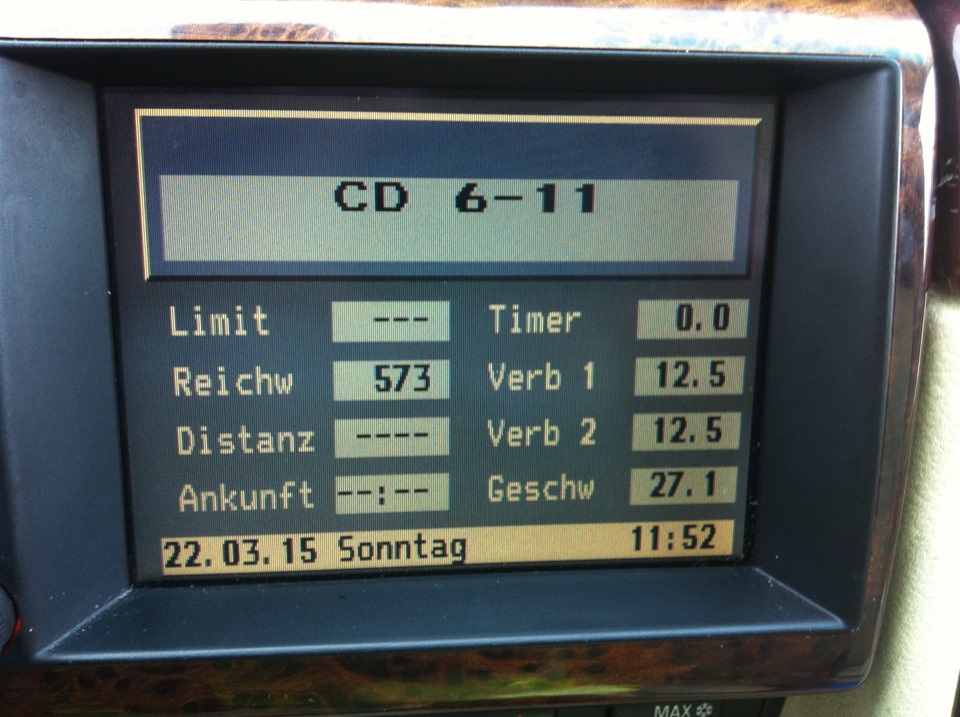 CD 6-11
Limit --- Timer 0.0
Reichw 573 Verb 1 12.5
Distanz ---- Verb 2 12.5
Ankunft --:-- Geschw 27.1
22.03.15 Sonntag 11:52
MAX